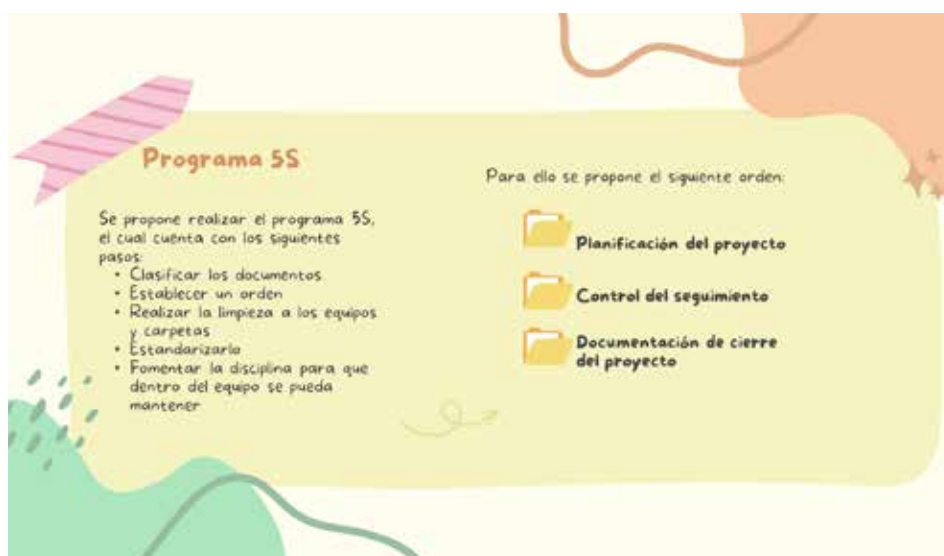 Programa 5S
Se propone realizar el programa 5S,
el cual cuenta con los siguientes
pasos:
• Clasificar los documentos
• Establecer un orden
• Realizar la limpieza a los equipos
y carpetas
• Estandarizarlo
• Fomentar la disciplina para que
dentro del equipo se pueda
mantener
Para ello se propone el siguiente orden:
Planificación del proyecto
Control del seguimiento
Documentación de cierre
del proyecto